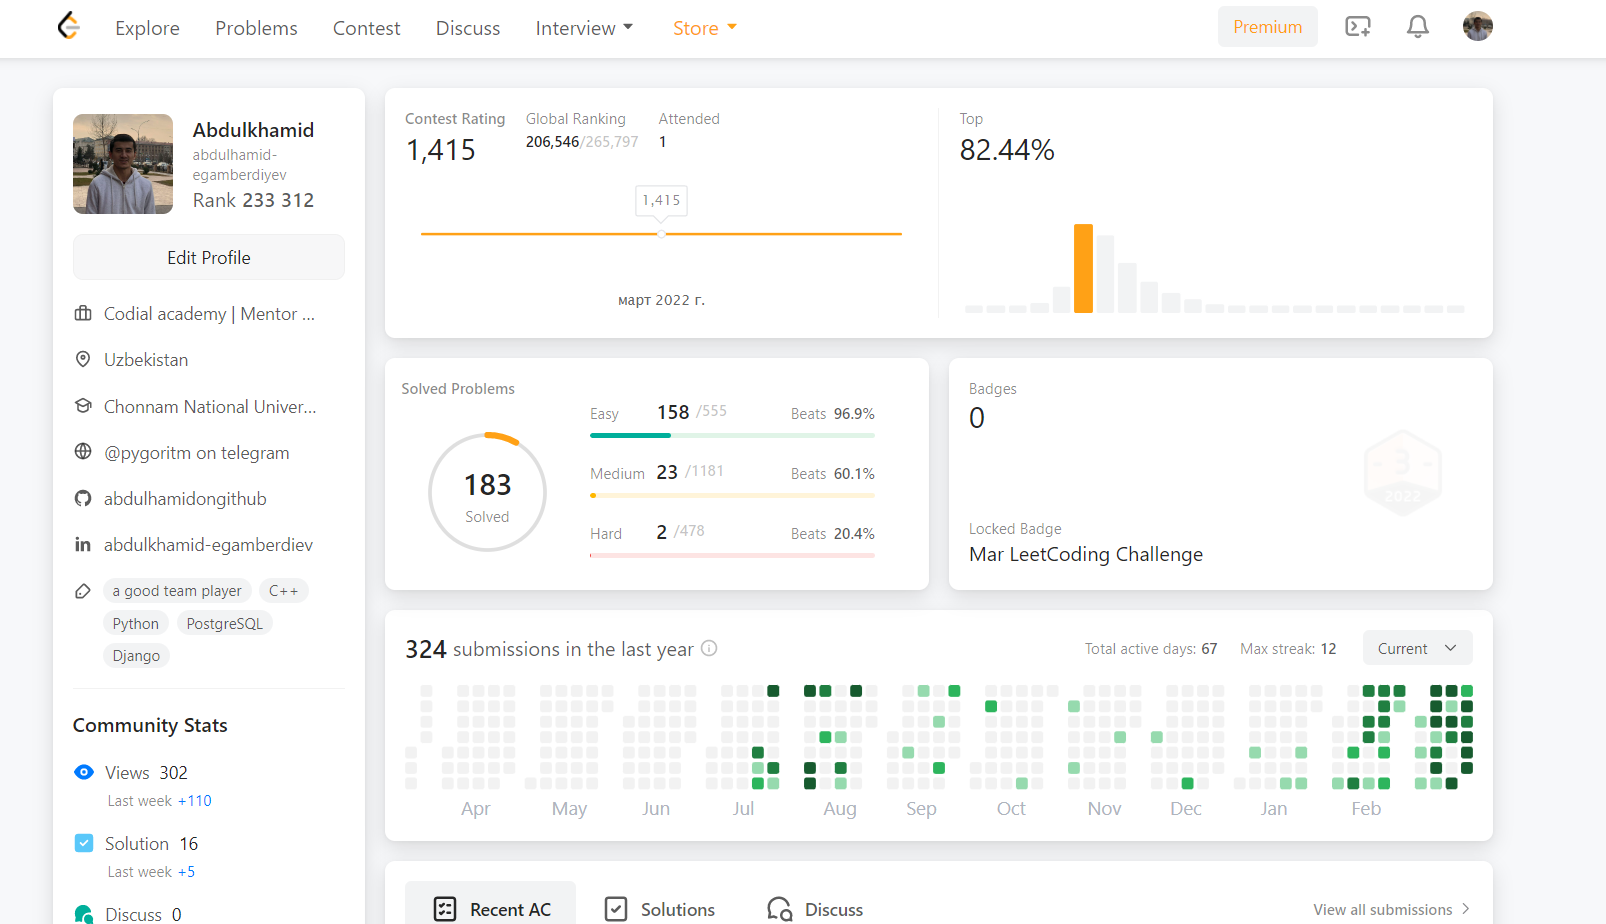 Explore Problems Contest Discuss Interview Store Premium
Abdulkhamid
abdulhamid-
egamberdiyev
Rank 233 312
Edit Profile
Codial academy | Mentor ...
Uzbekistan
Chonnam National Univer...
@pygoritm on telegram
abdulhamidongithub
abdulkhamid-egamberdiev
a good team player C++
Python PostgreSQL
Django
Community Stats
Views 302
Last week +110
Solution 16
Last week +5
Discuss 0
Contest Rating Global Ranking Attended
1,415 206,546/265,797 1
1,415
март 2022 г.
Top
82.44%
Solved Problems
183
Solved
Easy 158 /555 Beats 96.9%
Medium 23 /1181 Beats 60.1%
Hard 2 /478 Beats 20.4%
Badges
0
3
2022
Locked Badge
Mar LeetCoding Challenge
324 submissions in the last year Total active days: 67 Max streak: 12 Current
Apr May Jun Jul Aug Sep Oct Nov Dec Jan Feb
Recent AC Solutions Discuss View all submissions